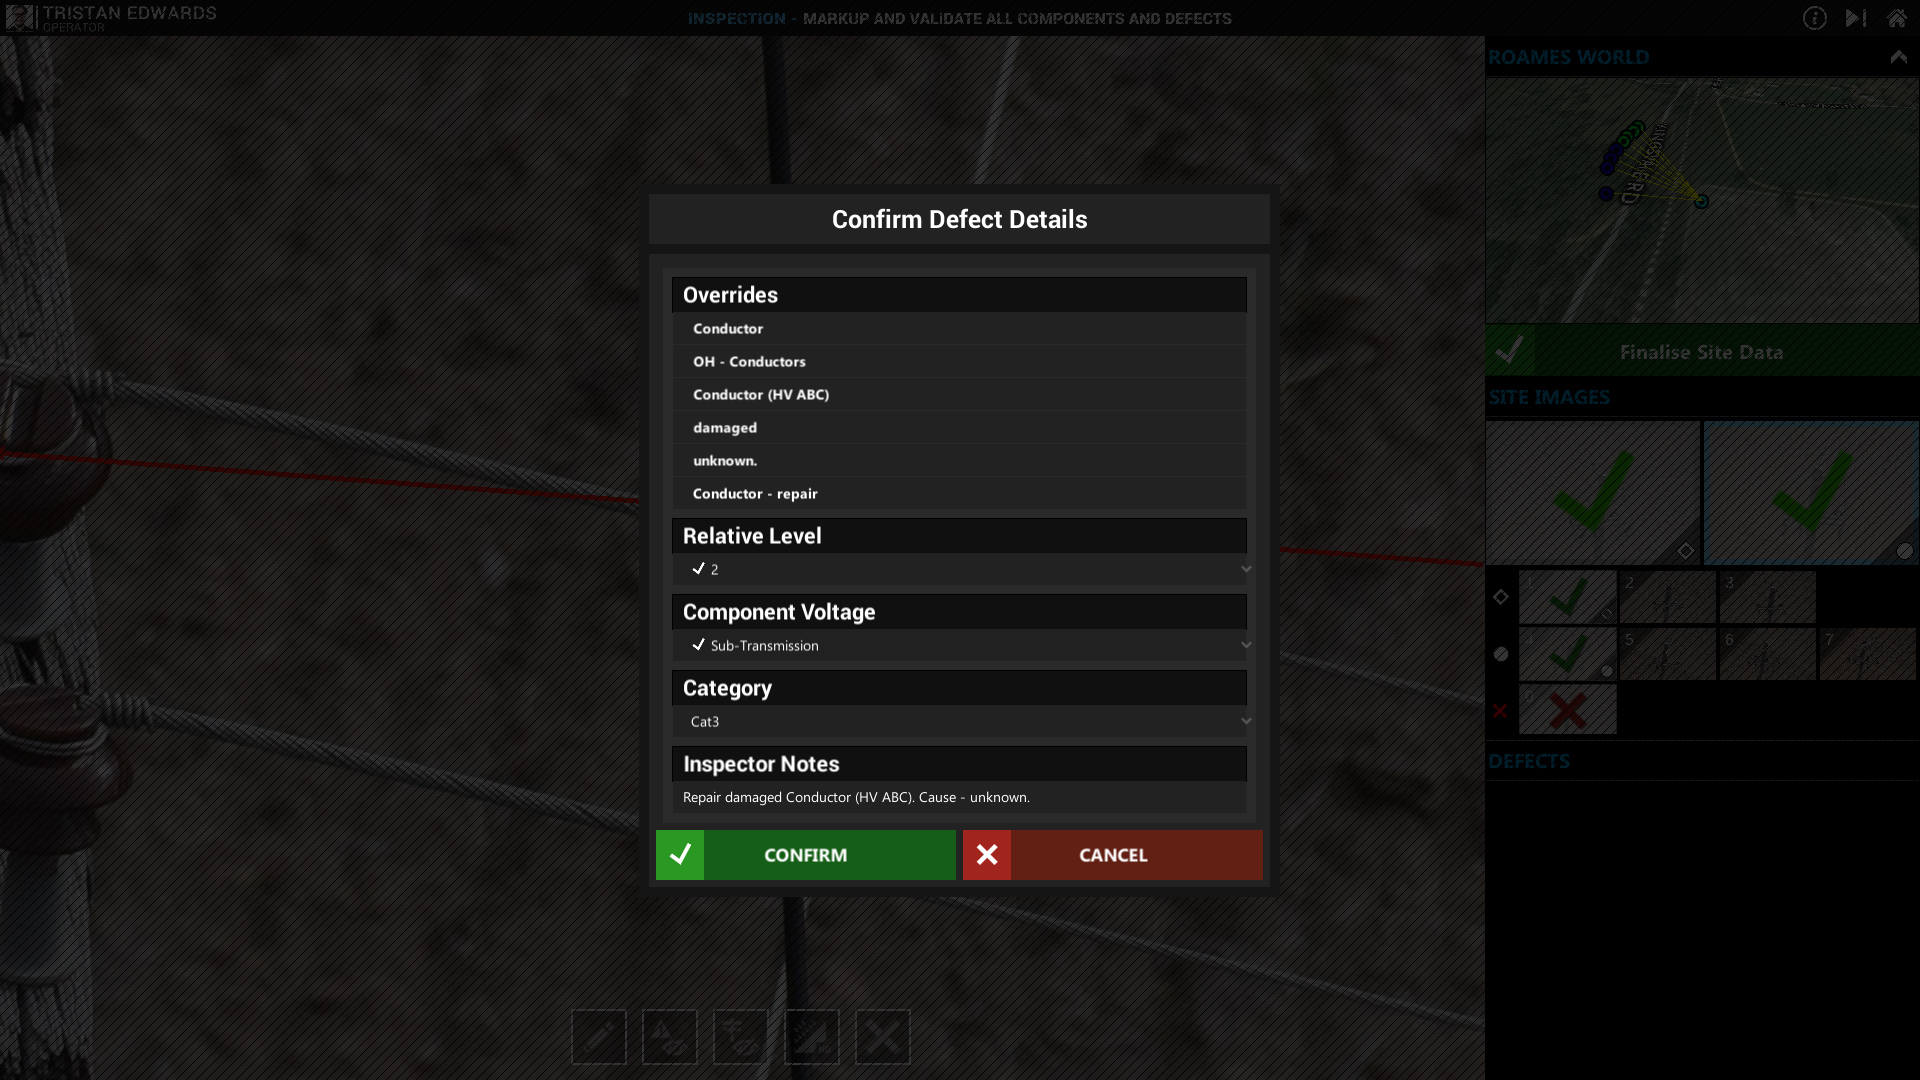 TRISTAN EDWARDS
OPERATOR
INSPECTION - MARKUP AND VALIDATE ALL COMPONENTS AND DEFECTS
ROAMES WORLD
Finalise Site Data
SITE IMAGES
1
2
3
4
5
6
7
DEFECTS
Confirm Defect Details
Overrides
Conductor
OH - Conductors
Conductor (HV ABC)
damaged
unknown.
Conductor - repair
Relative Level
2
Component Voltage
Sub-Transmission
Category
Cat3
Inspector Notes
Repair damaged Conductor (HV ABC). Cause - unknown.
CONFIRM
CANCEL